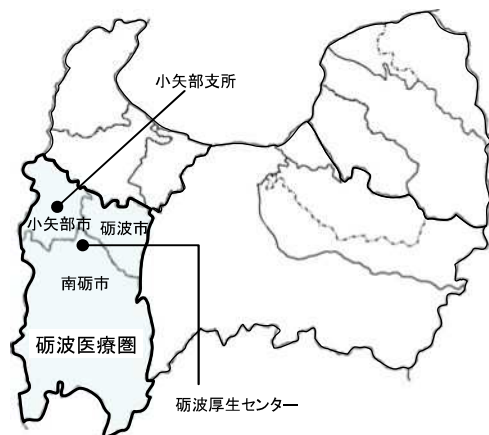 小矢部支所
小矢部市
砺波市
南砺市
砺波医療圏
砺波厚生センター